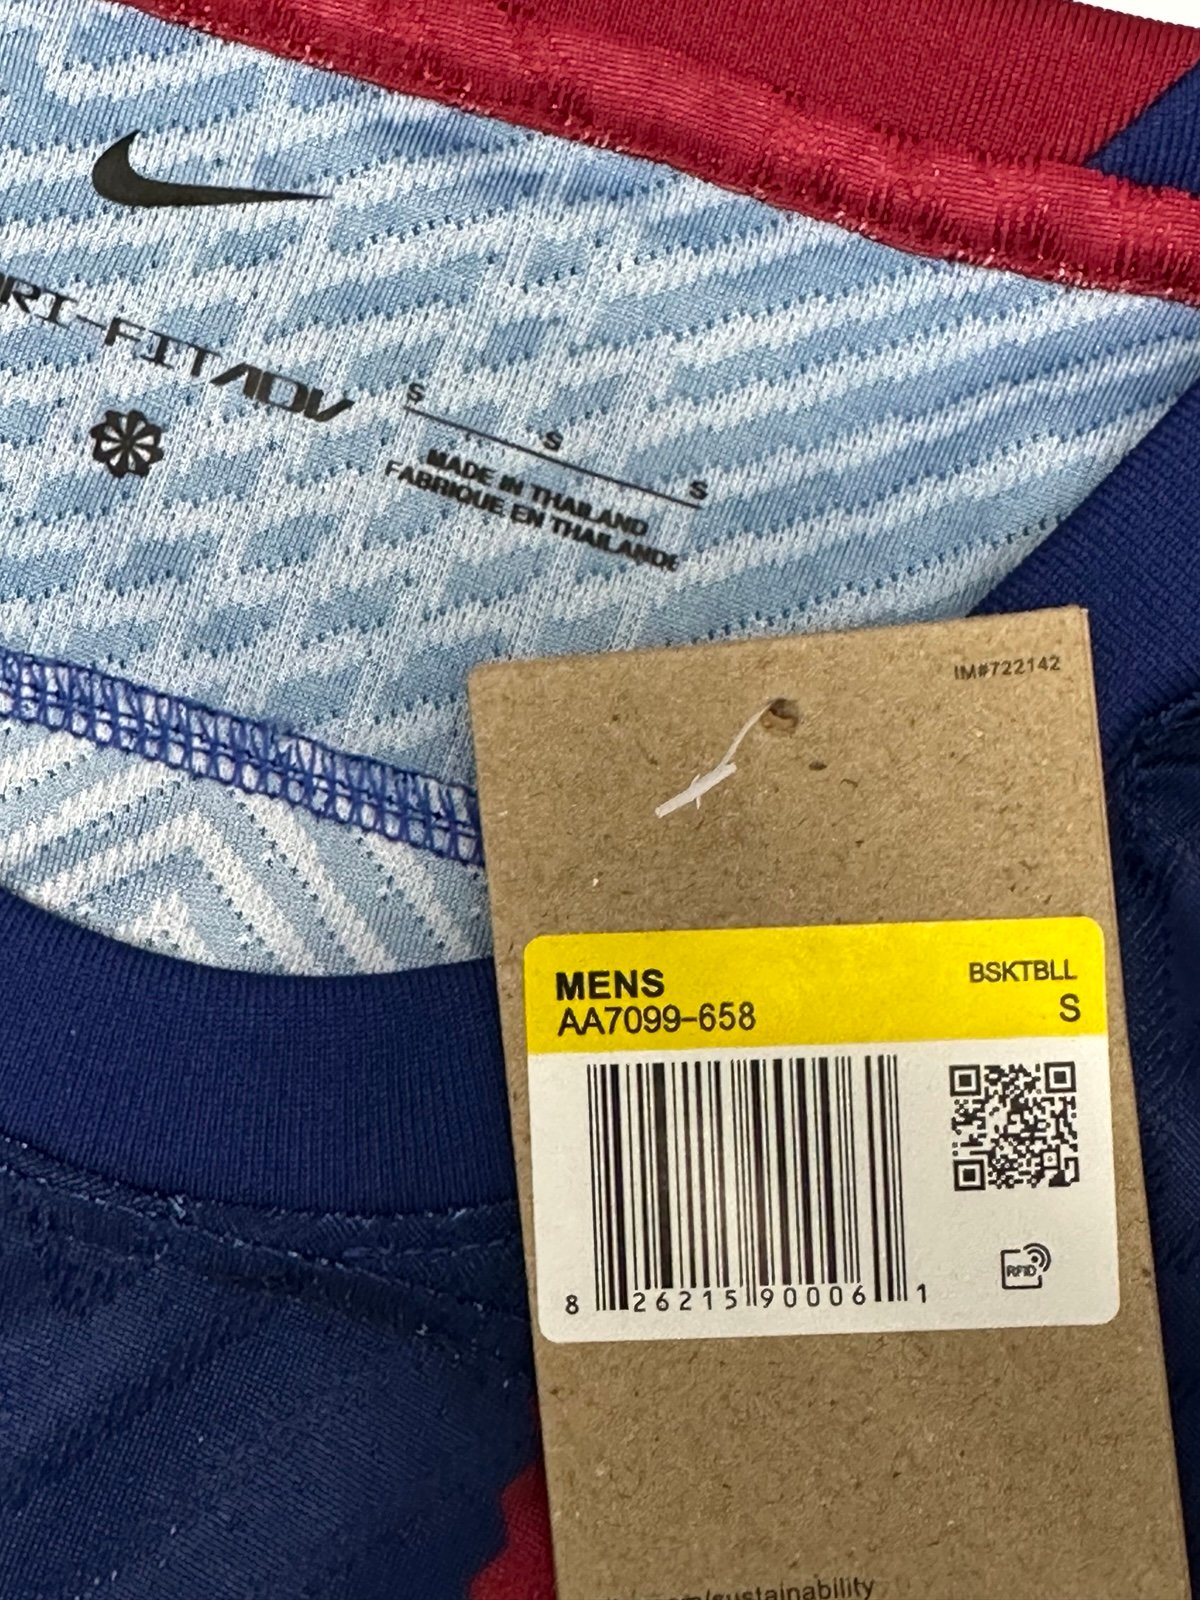 RI-FIT ADV
S
S
S
MADE IN THAILAND
FABRIQUE EN THAILANDE
IM#722142
MENS
BSKTBLL
AA7099-658
S
RFID
8 26215 90006 1
/sustainability